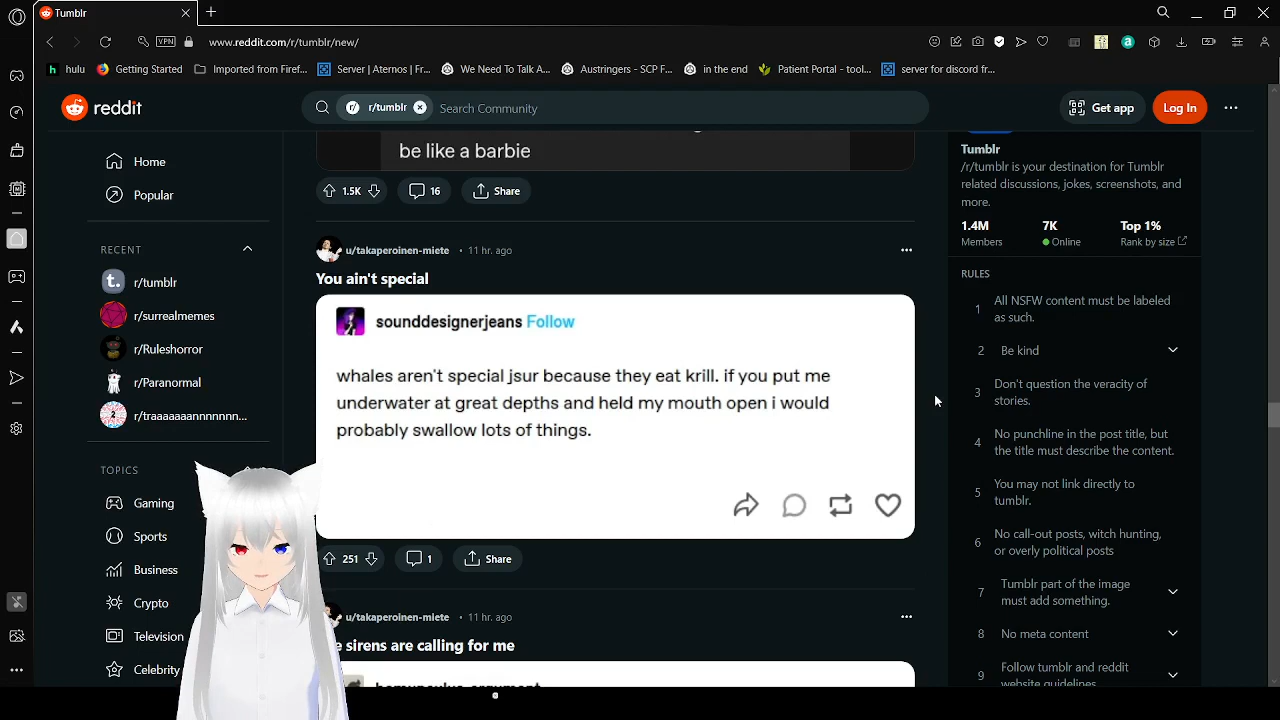 Tumblr
www.reddit.com/r/tumblr/new/
VPN
hulu
Getting Started
Imported from Firef...
Server | Aternos | Fr...
We Need To Talk A...
Austringers - SCP F...
in the end
Patient Portal - tool...
server for discord fr...
reddit
r/tumblr
Search Community
Get app
Log In
Home
Popular
RECENT
r/tumblr
r/surrealmemes
r/Ruleshorror
r/Paranormal
r/traaaaaaannnnnnn...
TOPICS
Gaming
Sports
Business
Crypto
Television
Celebrity
be like a barbie
1.5K
16
Share
u/takaperoinen-miete • 11 hr. ago
You ain't special
sounddesignerjeans Follow
whales aren't special jsur because they eat krill. if you put me
underwater at great depths and held my mouth open i would
probably swallow lots of things.
251
1
Share
u/takaperoinen-miete • 11 hr. ago
sirens are calling for me
Tumblr
/r/tumblr is your destination for Tumblr
related discussions, jokes, screenshots, and
more.
1.4M
Members
7K
Online
Top 1%
Rank by size
RULES
1
All NSFW content must be labeled
as such.
2
Be kind
3
Don't question the veracity of
stories.
4
No punchline in the post title, but
the title must describe the content.
5
You may not link directly to
tumblr.
6
No call-out posts, witch hunting,
or overly political posts
7
Tumblr part of the image
must add something.
8
No meta content
9
Follow tumblr and reddit
website guidelines